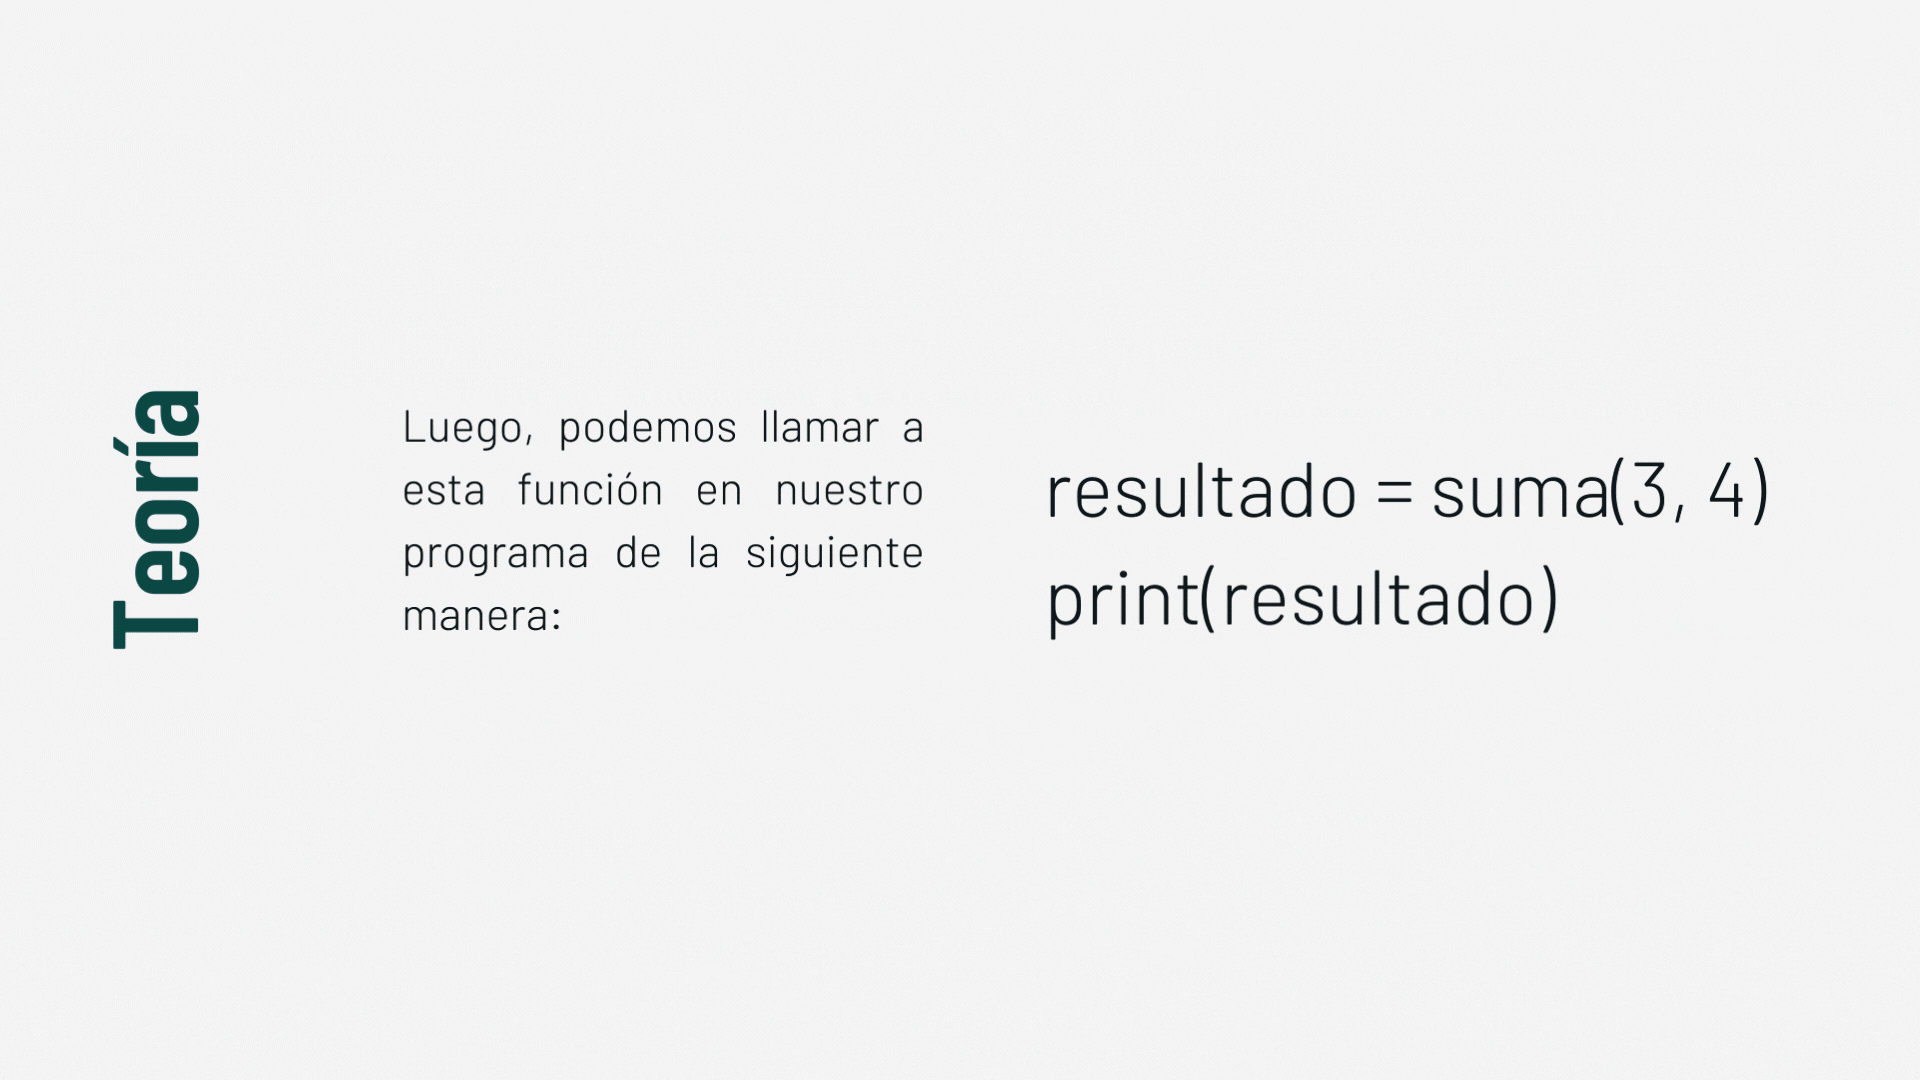 Teoría
Luego, podemos llamar a
esta función en nuestro
programa de la siguiente
manera:
resultado = suma(3, 4)
print(resultado)